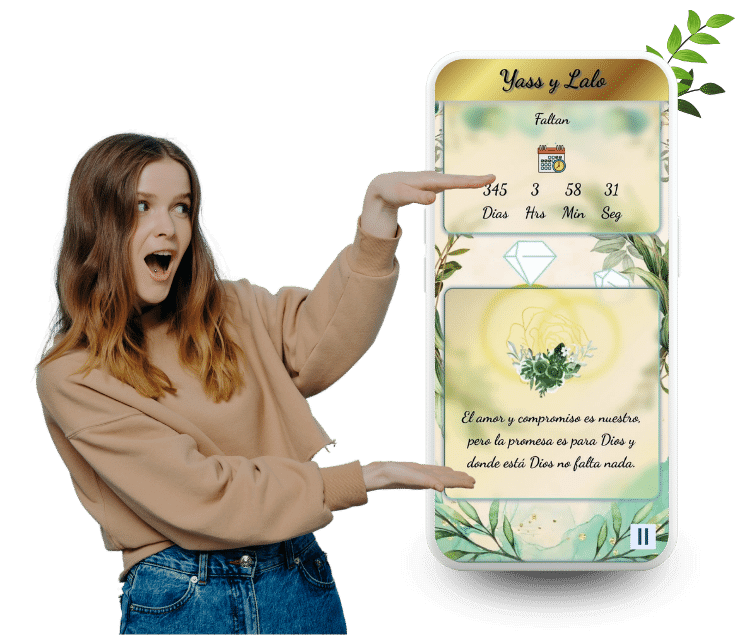 Yass y Lalo
Faltan
345 3 58 31
Dias Hrs Min Seg
El amor y compromiso es nuestro,
pero la promesa es para Dios y
donde está Dios no falta nada.